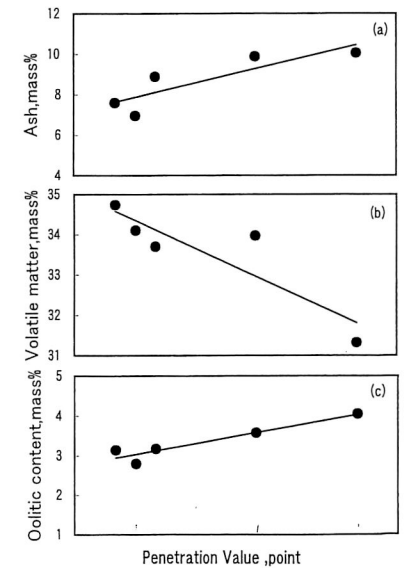 12
10
8
6
4
Ash,mass%
(a)
35
34
33
32
31
Volatile matter,mass%
(b)
5
4
3
2
1
Oolitic content,mass%
(c)
Penetration Value ,point